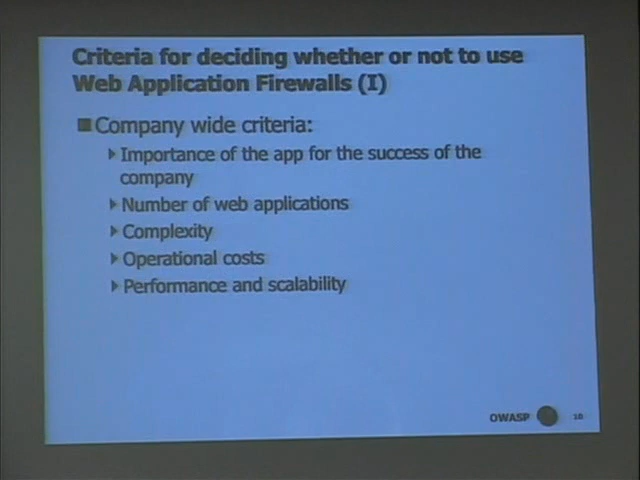 Criteria for deciding whether or not to use
Web Application Firewalls (I)
Company wide criteria:
Importance of the app for the success of the
company
Number of web applications
Complexity
Operational costs
Performance and scalability
OWASP